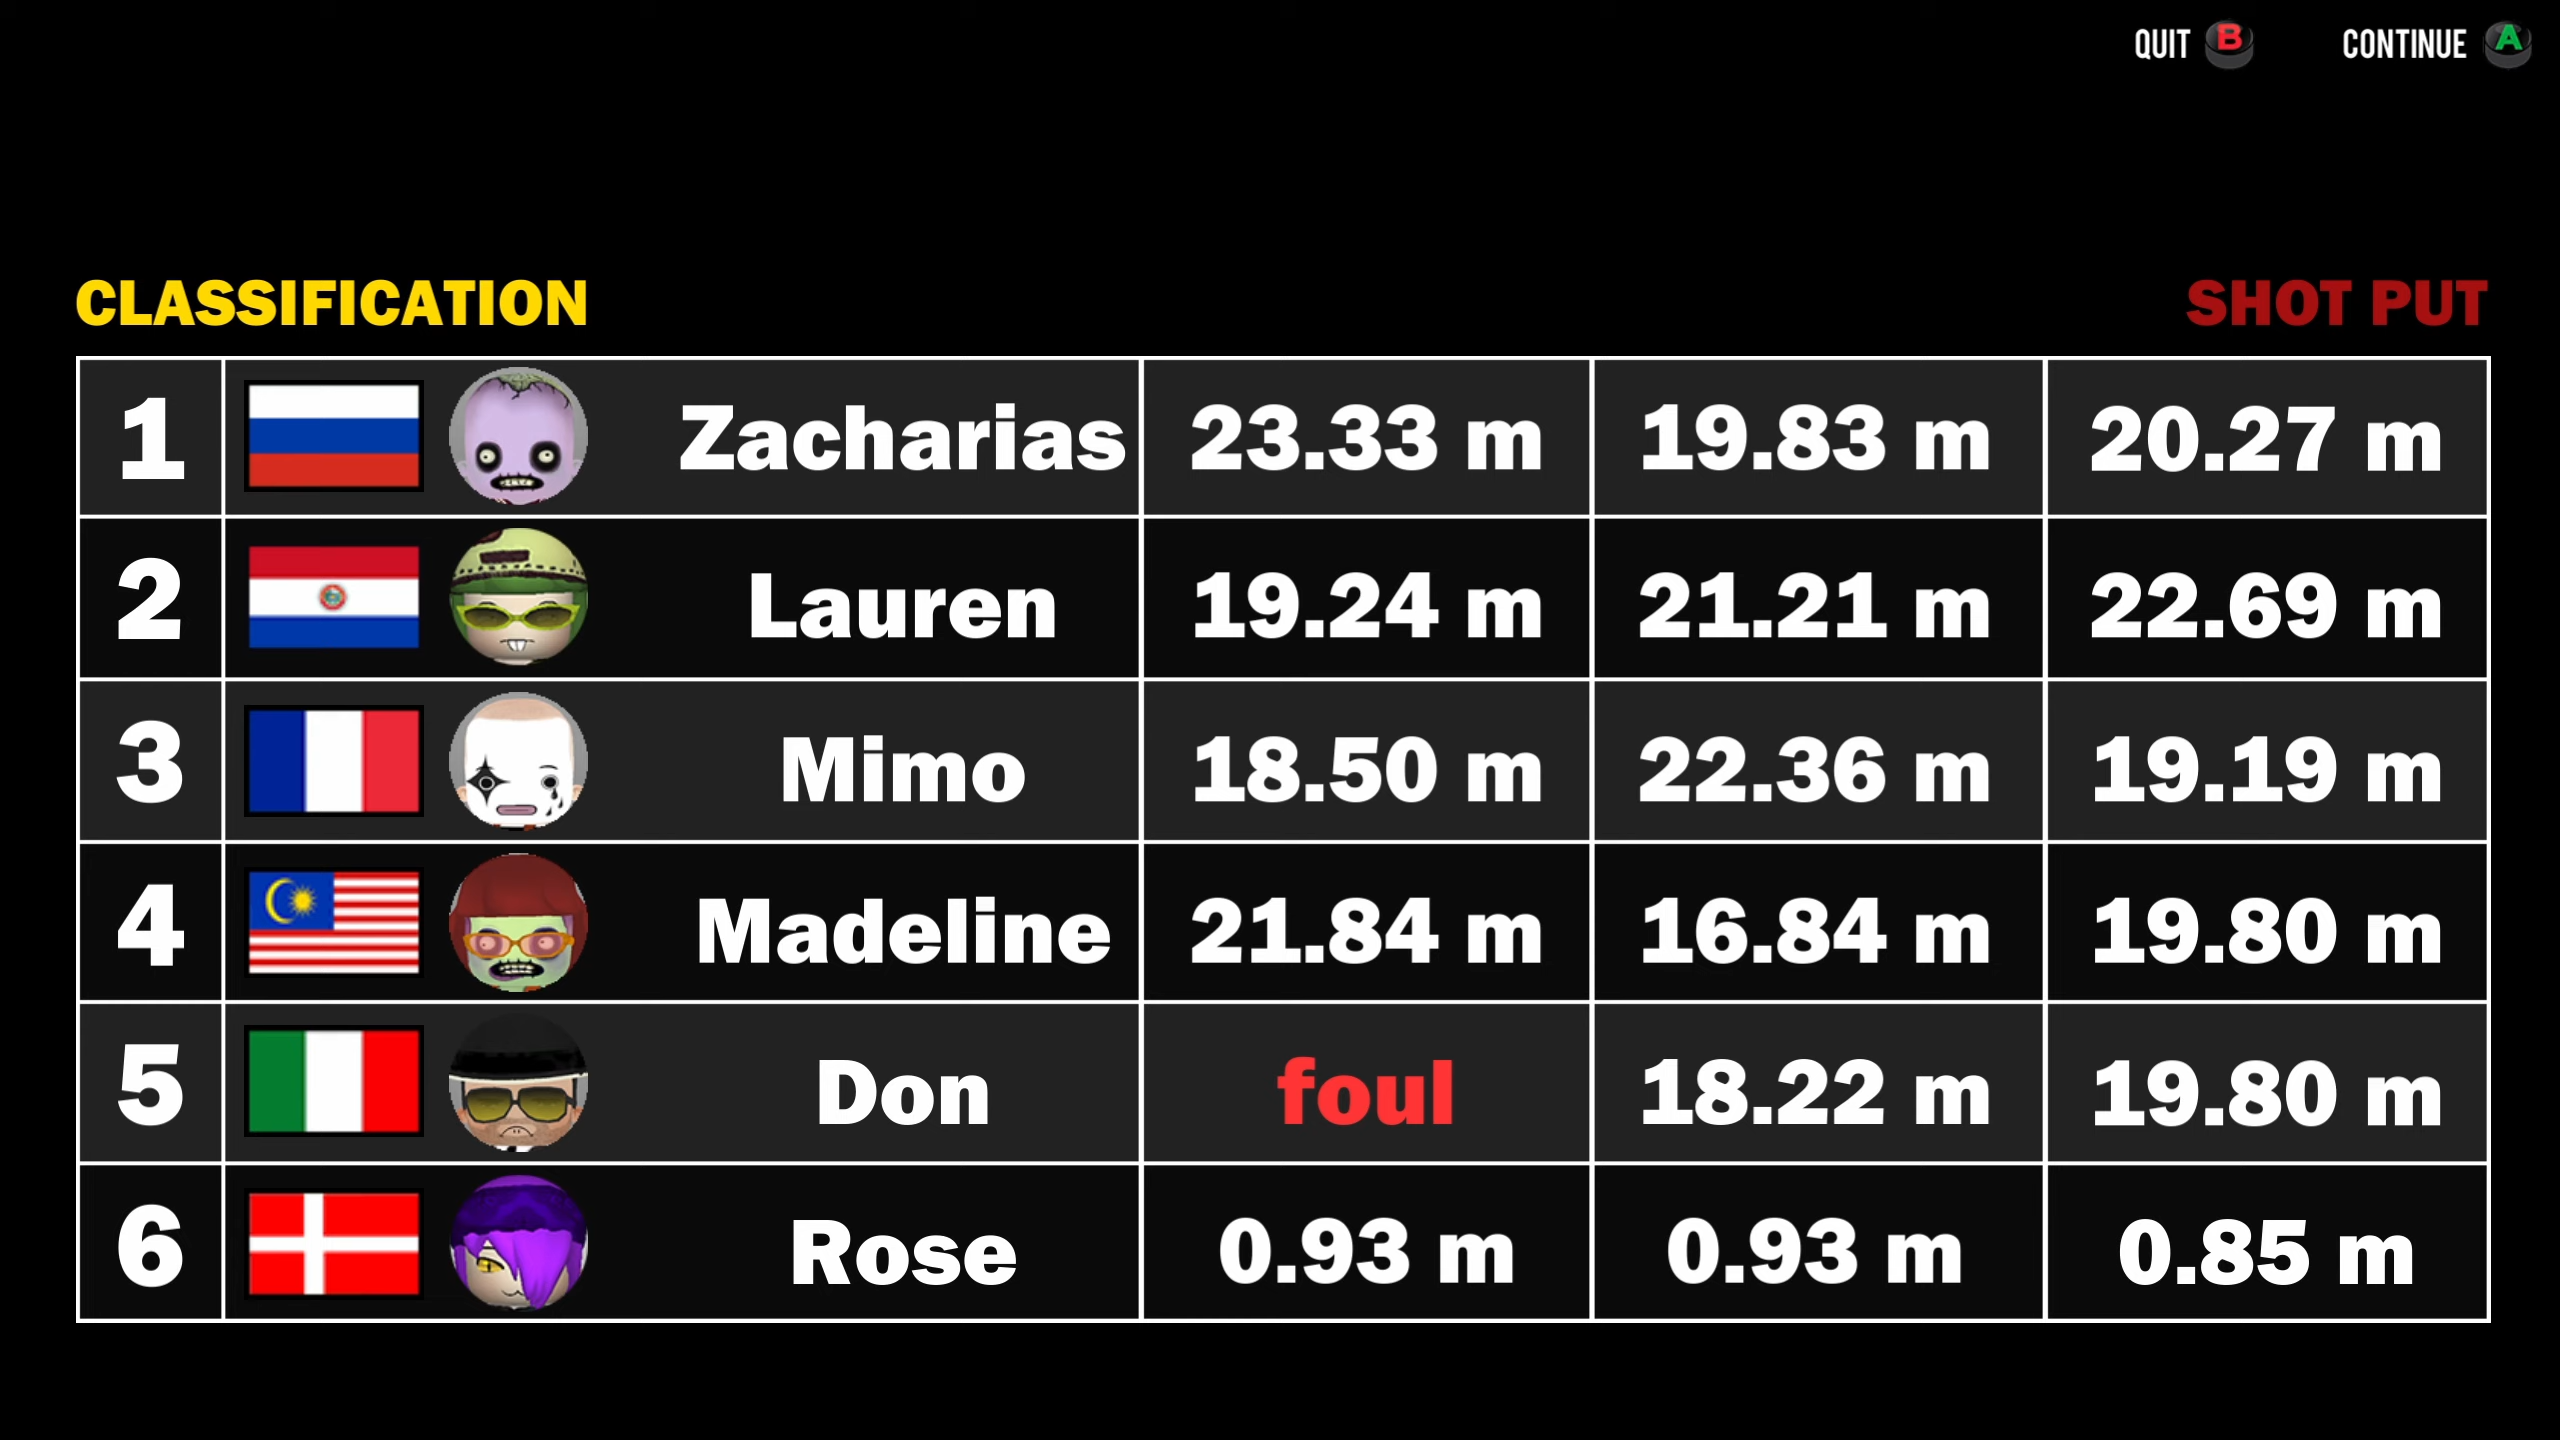 QUIT B CONTINUE A
CLASSIFICATION SHOT PUT
1 Zacharias 23.33 m 19.83 m 20.27 m
2 Lauren 19.24 m 21.21 m 22.69 m
3 Mimo 18.50 m 22.36 m 19.19 m
4 Madeline 21.84 m 16.84 m 19.80 m
5 Don foul 18.22 m 19.80 m
6 Rose 0.93 m 0.93 m 0.85 m